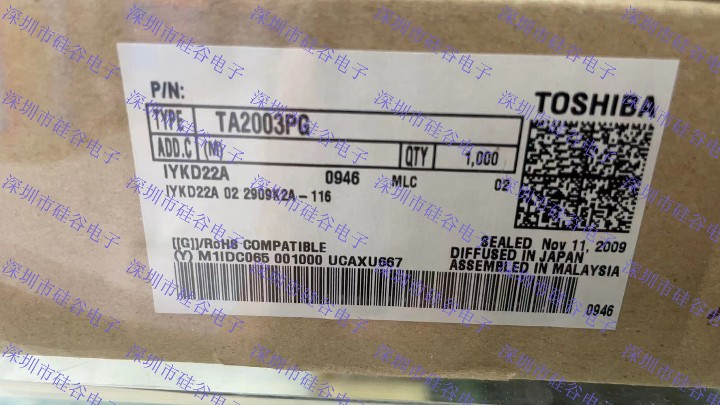 P/N:
TOSHIBA
TYPE TA2003PG
ADD.C (M) QTY 1,000
IYKD22A 0946 MLC 02
IYKD22A 02 2909K2A-116
[[G]]/RoHS COMPATIBLE
SEALED Nov 11, 2009
(Y) M1IDC065 001000 UCAXU667
DIFFUSED IN JAPAN
ASSEMBLED IN MALAYSIA
0946
深圳市硅谷电子